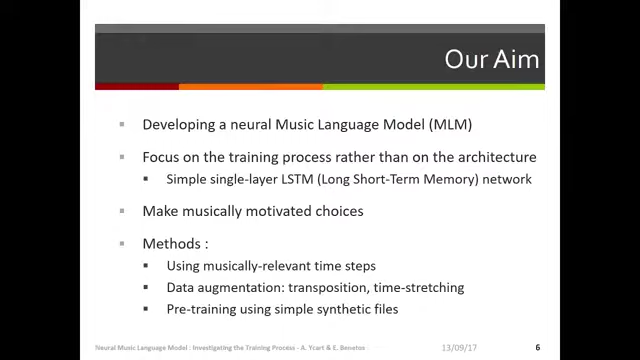 Our Aim
Developing a neural Music Language Model (MLM)
Focus on the training process rather than on the architecture
Simple single-layer LSTM (Long Short-Term Memory) network
Make musically motivated choices
Methods :
Using musically-relevant time steps
Data augmentation: transposition, time-stretching
Pre-training using simple synthetic files
Neural Music Language Model : Investigating the Training Process - A. Ycart & E. Benetos
13/09/17
6